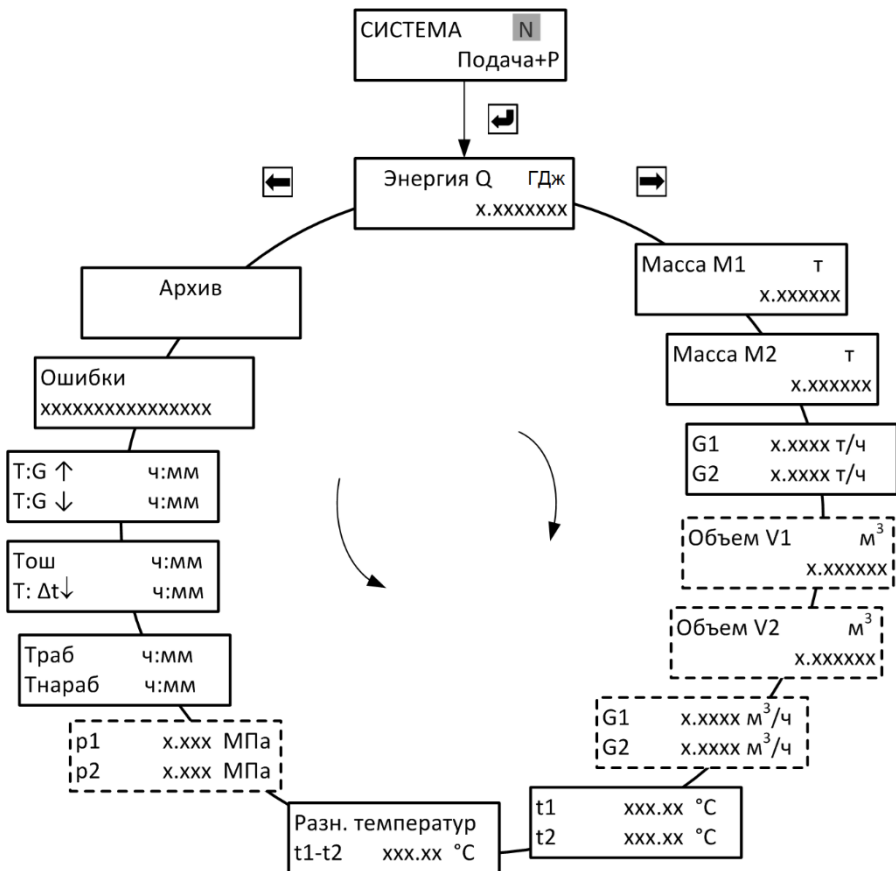 СИСТЕМА N
Подача+Р
Энергия Q ГДж
x.xxxxxxx
Масса М1 т
x.xxxxxx
Масса М2 т
x.xxxxxx
G1 x.xxxx т/ч
G2 x.xxxx т/ч
Объем V1 м³
x.xxxxxx
Объем V2 м³
x.xxxxxx
G1 x.xxxx м³/ч
G2 x.xxxx м³/ч
t1 xxx.xx °C
t2 xxx.xx °C
Разн. температур
t1-t2 xxx.xx °C
p1 x.xxx МПа
p2 x.xxx МПа
Траб ч:мм
Тнараб ч:мм
Тош ч:мм
T: Δt↓ ч:мм
T:G ↑ ч:мм
T:G ↓ ч:мм
Ошибки
xxxxxxxxxxxxxxxx
Архив